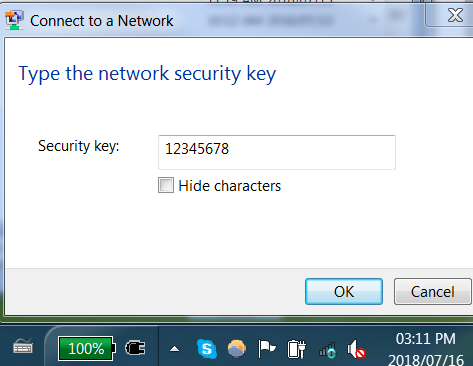 Connect to a Network
Type the network security key
Security key: 12345678
Hide characters
OK Cancel
100% 03:11 PM
2018/07/16